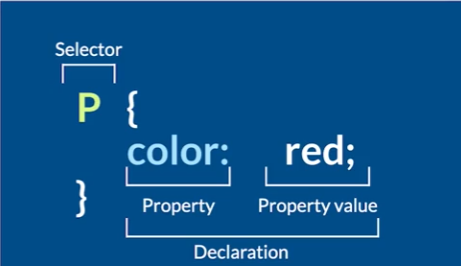 Selector
P {
color: red;
}
Property Property value
Declaration